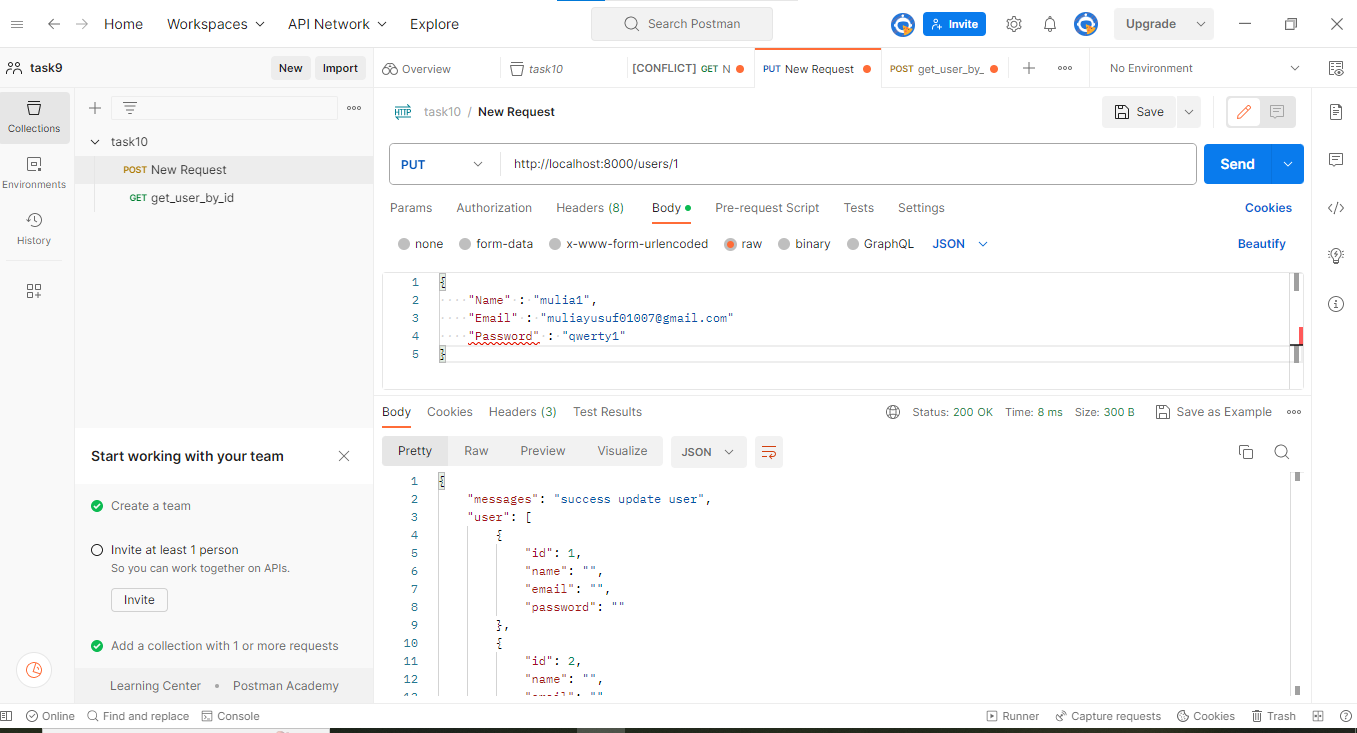 Home Workspaces API Network Explore Search Postman Invite Upgrade
task9 New Import Overview task10 [CONFLICT] GET N PUT New Request POST get_user_by_ No Environment
Collections
Environments
History
task10
POST New Request
GET get_user_by_id
Start working with your team
Create a team
Invite at least 1 person
So you can work together on APIs.
Invite
Add a collection with 1 or more requests
Learning Center • Postman Academy
HTTP task10 / New Request Save
PUT http://localhost:8000/users/1 Send
Params Authorization Headers (8) Body Pre-request Script Tests Settings Cookies
none form-data x-www-form-urlencoded raw binary GraphQL JSON Beautify
1 {
2 "Name" : "mulia1",
3 "Email" : "muliayusuf01007@gmail.com"
4 "Password" : "qwerty1"
5 }
Body Cookies Headers (3) Test Results Status: 200 OK Time: 8 ms Size: 300 B Save as Example
Pretty Raw Preview Visualize JSON
1 {
2 "messages": "success update user",
3 "user": [
4 {
5 "id": 1,
6 "name": "",
7 "email": "",
8 "password": ""
9 },
10 {
11 "id": 2,
12 "name": "",
13 "email": ""
Online Find and replace Console Runner Capture requests Cookies Trash